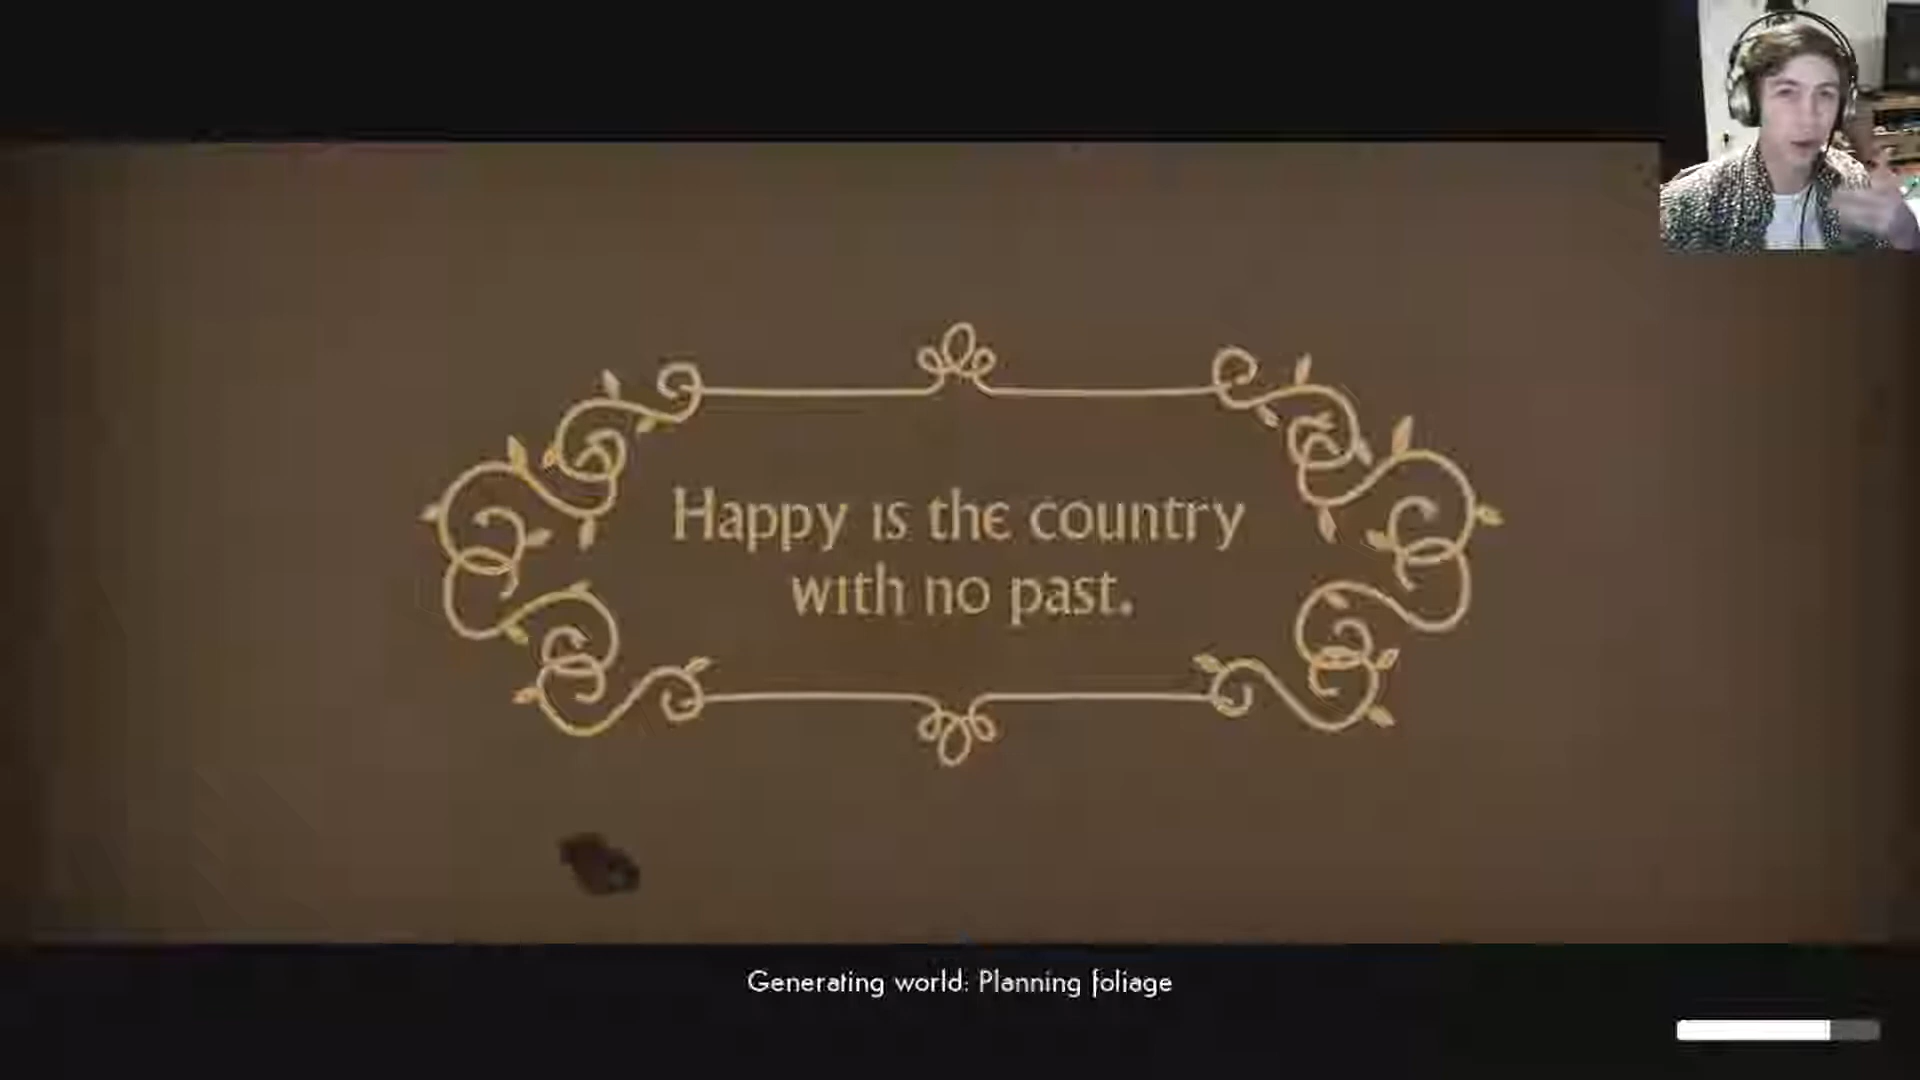 Happy is the country
with no past.
Generating world: Planning foliage